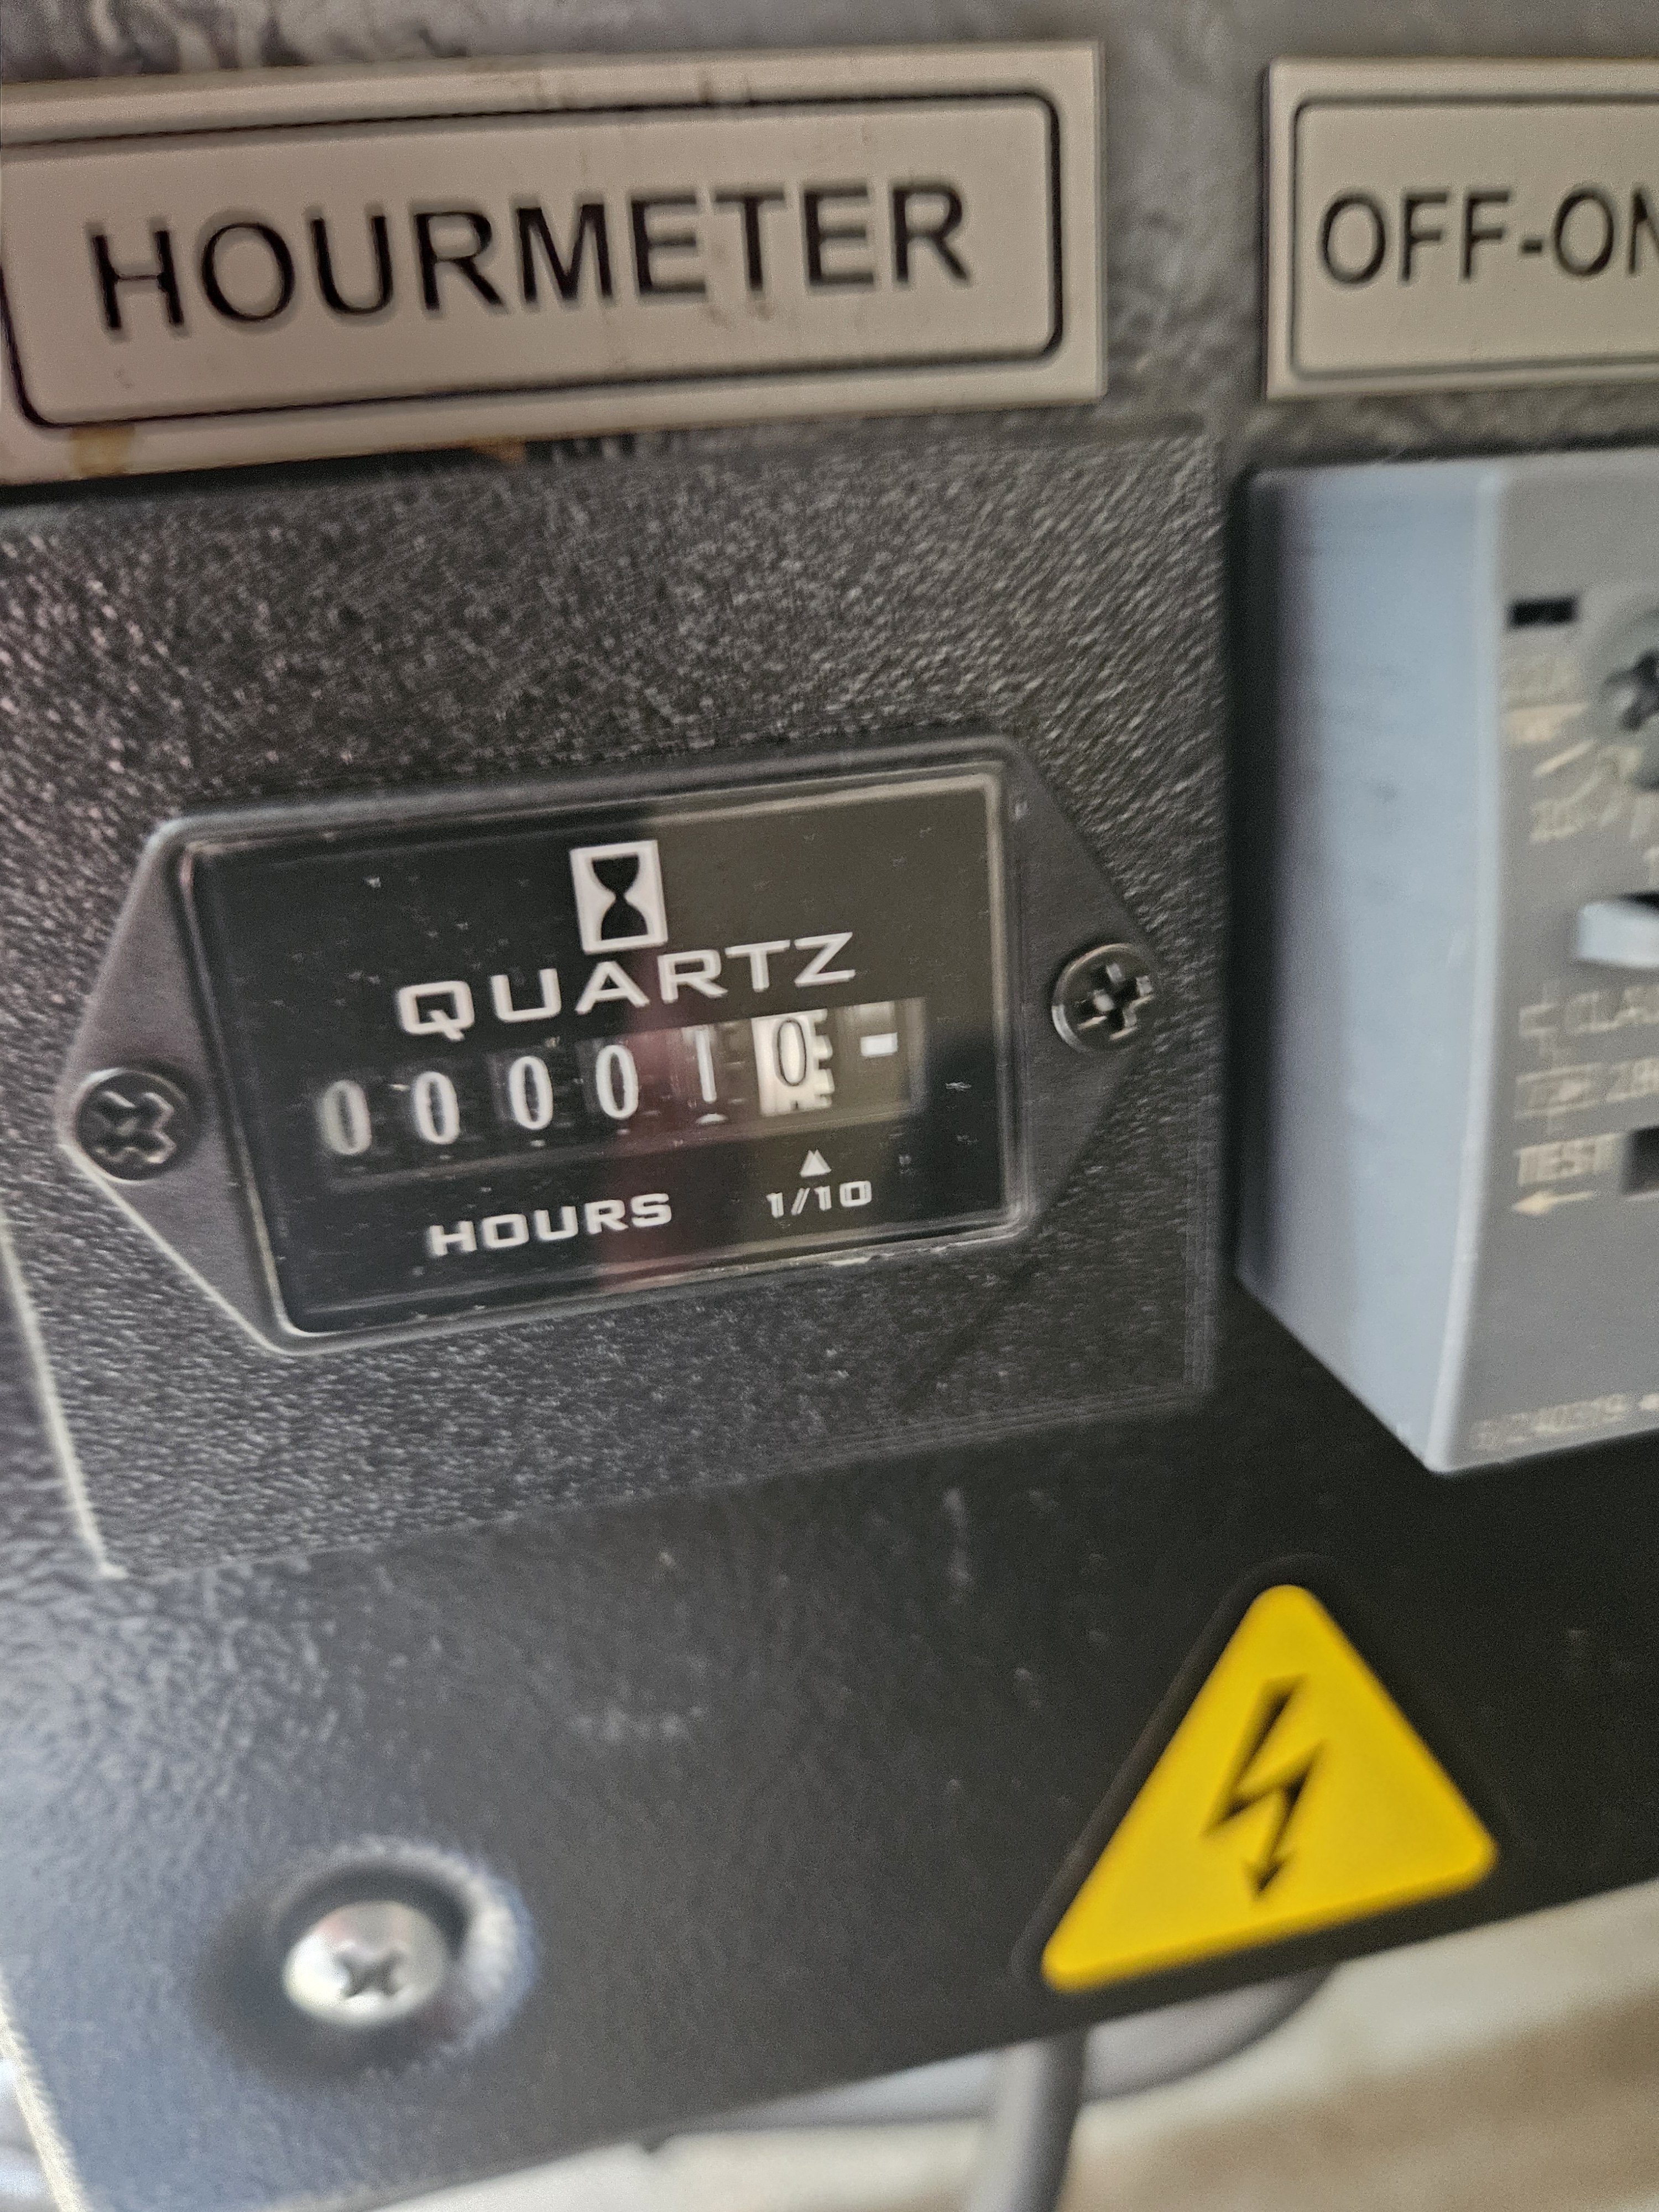 HOURMETER
OFF-ON
QUARTZ
000010
HOURS 1/10
TEST